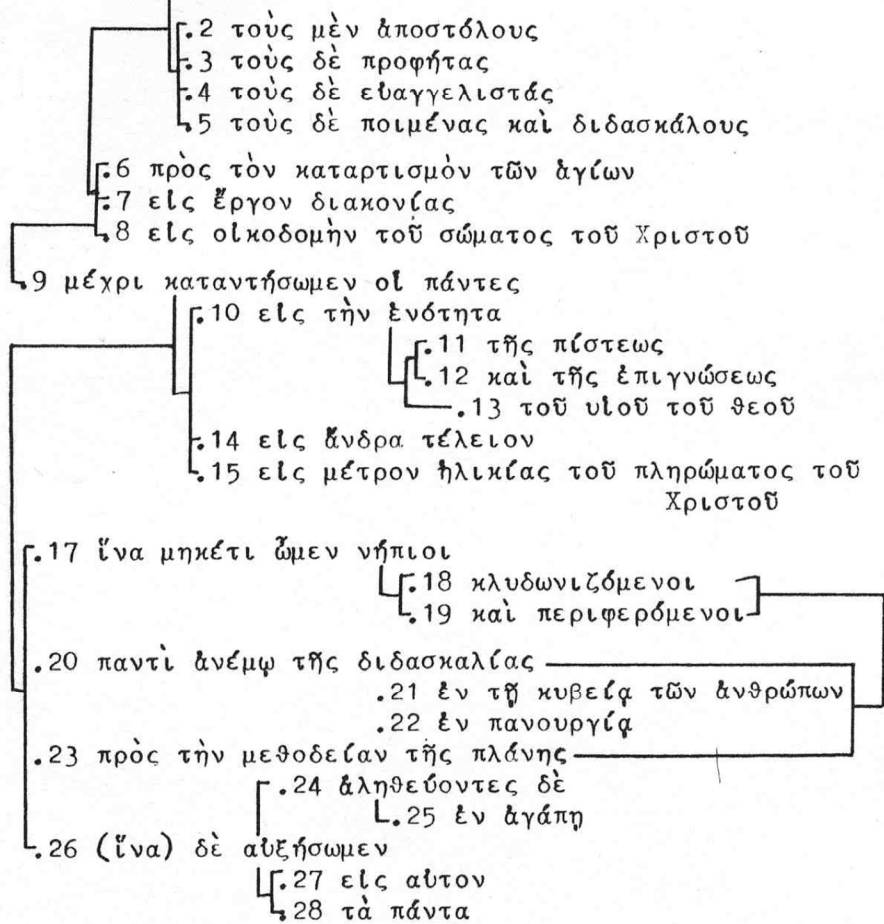 .2 τοὺς μὲν ἀποστόλους
.3 τοὺς δὲ προφήτας
.4 τοὺς δὲ εὐαγγελιστάς
.5 τοὺς δὲ ποιμένας καὶ διδασκάλους
.6 πρὸς τὸν καταρτισμὸν τῶν ἁγίων
.7 εἰς ἔργον διακονίας
.8 εἰς οἰκοδομὴν τοῦ σώματος τοῦ Χριστοῦ
.9 μέχρι καταντήσωμεν οἱ πάντες
.10 εἰς τὴν ἑνότητα
.11 τῆς πίστεως
.12 καὶ τῆς ἐπιγνώσεως
.13 τοῦ υἱοῦ τοῦ θεοῦ
.14 εἰς ἄνδρα τέλειον
.15 εἰς μέτρον ἡλικίας τοῦ πληρώματος τοῦ
Χριστοῦ
.17 ἵνα μηκέτι ὦμεν νήπιοι
.18 κλυδωνιζόμενοι
.19 καὶ περιφερόμενοι
.20 παντὶ ἀνέμῳ τῆς διδασκαλίας
.21 ἐν τῇ κυβείᾳ τῶν ἀνθρώπων
.22 ἐν πανουργίᾳ
.23 πρὸς τὴν μεθοδείαν τῆς πλάνης
.24 ἀληθεύοντες δὲ
.25 ἐν ἀγάπῃ
.26 (ἵνα) δὲ αὐξήσωμεν
.27 εἰς αὐτον
.28 τὰ πάντα